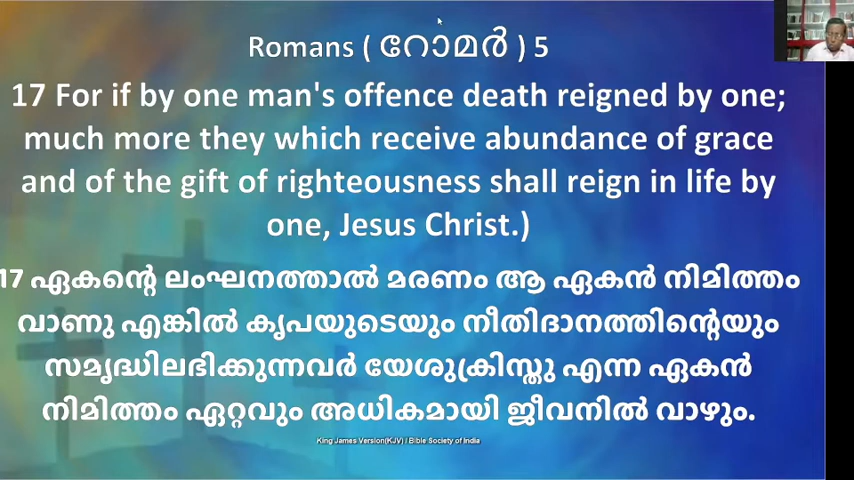 Romans ( റോമർ ) 5
17 For if by one man's offence death reigned by one;
much more they which receive abundance of grace
and of the gift of righteousness shall reign in life by
one, Jesus Christ.)
17 ഏകന്റെ ലംഘനത്താൽ മരണം ആ ഏകൻ നിമിത്തം
വാണു എങ്കിൽ കൃപയുടെയും നീതിദാനത്തിന്റെയും
സമൃദ്ധിലഭിക്കുന്നവർ യേശുക്രിസ്തു എന്ന ഏകൻ
നിമിത്തം ഏറ്റവും അധികമായി ജീവനിൽ വാഴും.
King James Version(KJV) / Bible Society of India